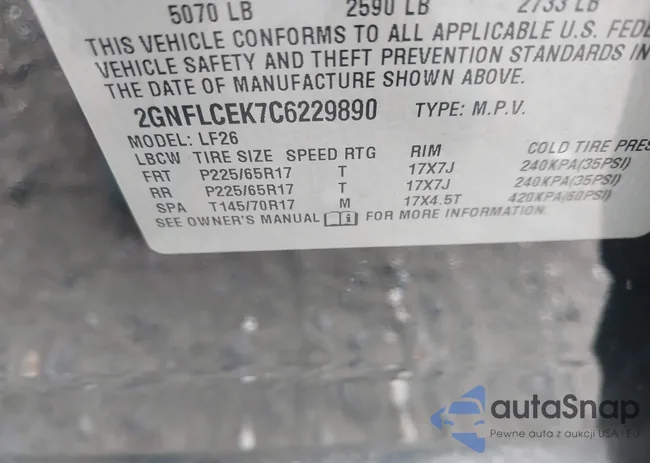 5070 LB 2590 LB 2733 LB
THIS VEHICLE CONFORMS TO ALL APPLICABLE U.S. FEDE
VEHICLE SAFETY AND THEFT PREVENTION STANDARDS IN
THE DATE OF MANUFACTURE SHOWN ABOVE.
2GNFLCEK7C6229890 TYPE: M.P.V.
MODEL: LF26
LBCW TIRE SIZE SPEED RTG RIM COLD TIRE PRES
FRT P225/65R17 T 17X7J 240KPA(35PSI)
RR P225/65R17 T 17X7J 240KPA(35PSI)
SPA T145/70R17 M 17X4.5T 420KPA(60PSI)
SEE OWNER'S MANUAL FOR MORE INFORMATION.
autaSnap
Pewne auta z aukcji USA i EU